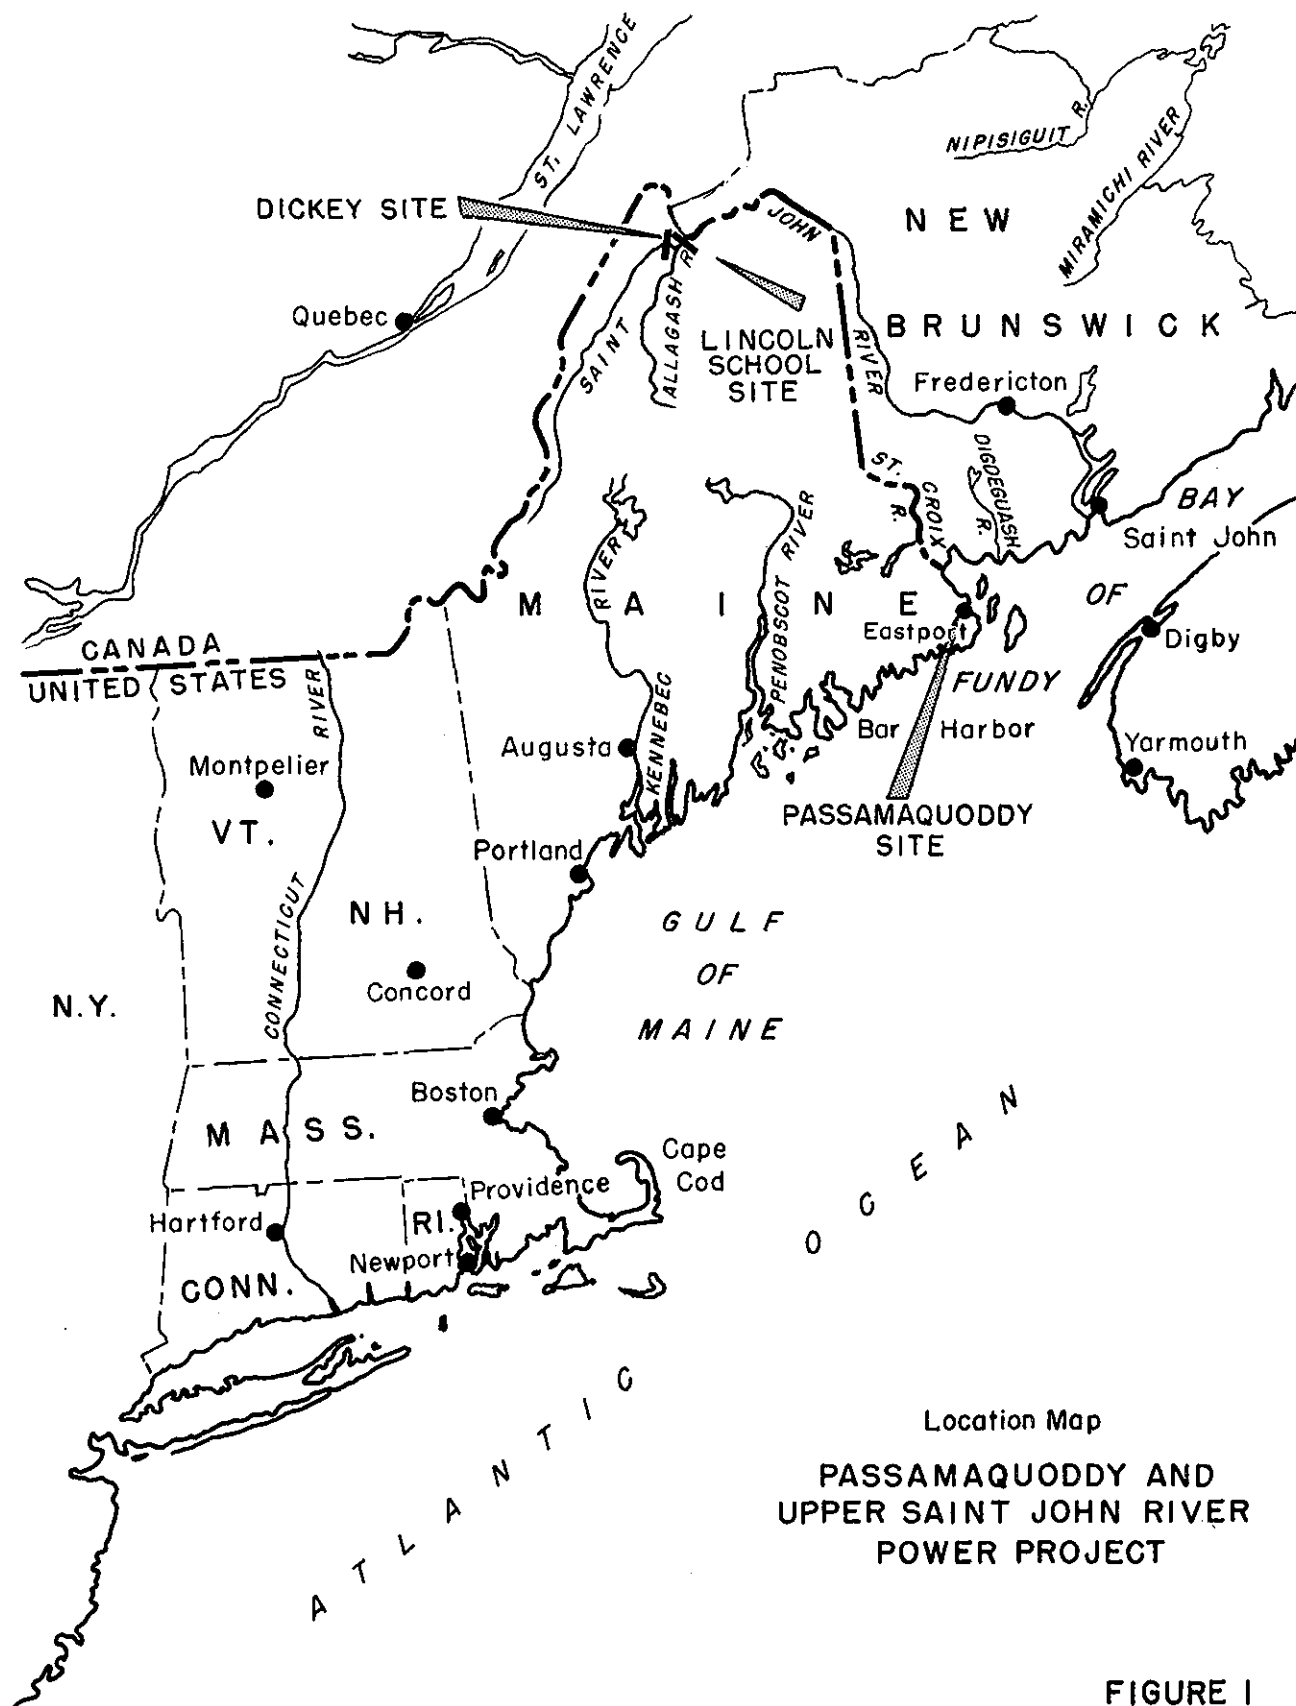 ST. LAWRENCE
NIPISIGUIT R.
MIRAMICHI RIVER
DICKEY SITE
JOHN
NEW
Quebec
SAINT
ALLAGASH R.
LINCOLN
SCHOOL
SITE
RIVER
BRUNSWICK
Fredericton
ST.
CROIX
R.
DIGDEGUASH
R.
BAY
Saint John
RIVER
PENOBSCOT RIVER
MAINE
OF
Eastport
Digby
CANADA
UNITED STATES
RIVER
FUNDY
KENNEBEC
Augusta
Bar Harbor
Yarmouth
Montpelier
VT.
PASSAMAQUODDY
SITE
Portland
CONNECTICUT
NH.
GULF
OF
MAINE
Concord
N.Y.
Boston
MASS.
Cape
Cod
Providence
Hartford
RI.
Newport
CONN.
ATLANTIC OCEAN
Location Map
PASSAMAQUODDY AND
UPPER SAINT JOHN RIVER
POWER PROJECT
FIGURE 1